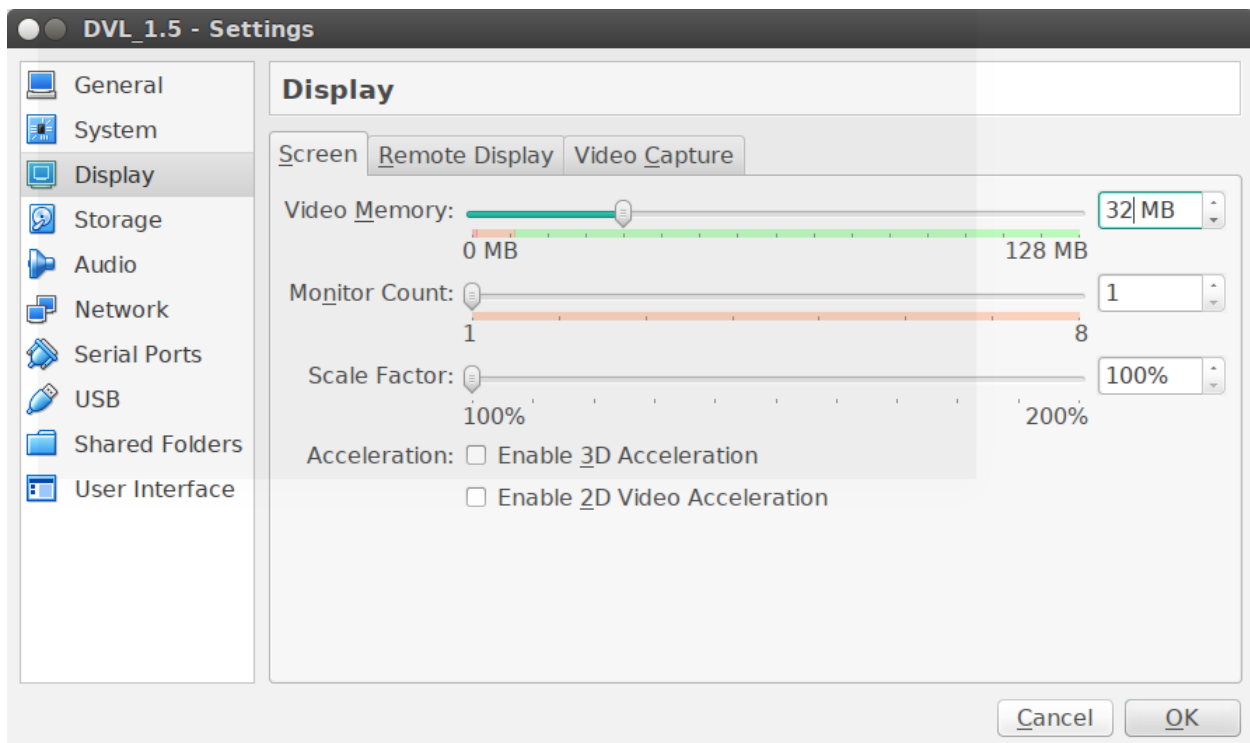 DVL_1.5 - Settings
General
System
Display
Storage
Audio
Network
Serial Ports
USB
Shared Folders
User Interface
Display
Screen Remote Display Video Capture
Video Memory: 32 MB
0 MB 128 MB
Monitor Count: 1
1 8
Scale Factor: 100%
100% 200%
Acceleration: Enable 3D Acceleration
Enable 2D Video Acceleration
Cancel OK